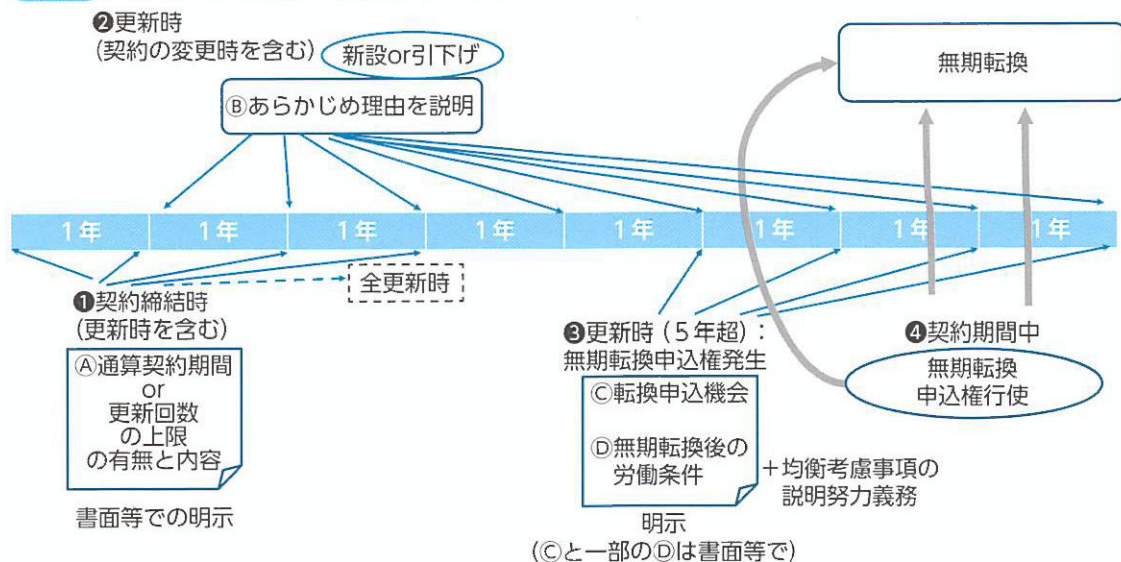 ❷更新時
(契約の変更時を含む)
新設or引下げ
Ⓑあらかじめ理由を説明
無期転換
1年 1年 1年 1年 1年 1年 1年 1年
全更新時
❶契約締結時
(更新時を含む)
Ⓐ通算契約期間
or
更新回数
の上限
の有無と内容
書面等での明示
❸更新時(5年超):
無期転換申込権発生
Ⓒ転換申込機会
Ⓓ無期転換後の
労働条件
+均衡考慮事項の
説明努力義務
明示
(Ⓒと一部のⒹは書面等で)
❹契約期間中
無期転換
申込権行使